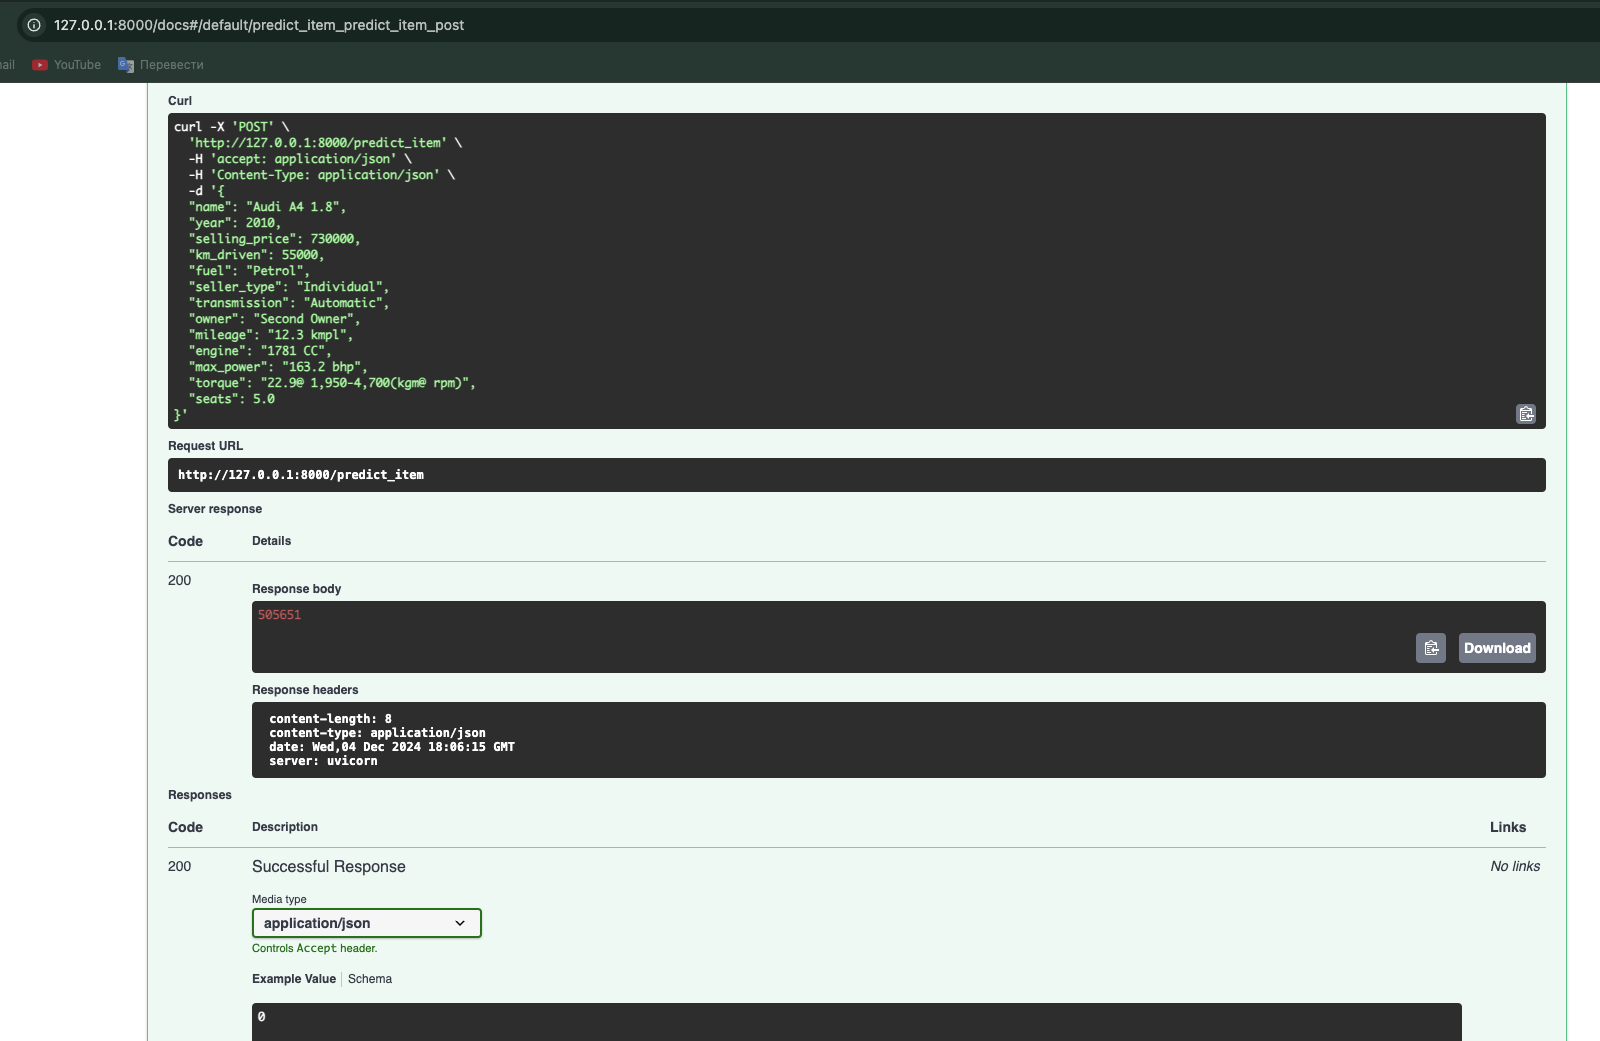 127.0.0.1:8000/docs#/default/predict_item_predict_item_post
YouTube
Перевести
Curl
curl -X 'POST' \
'http://127.0.0.1:8000/predict_item' \
-H 'accept: application/json' \
-H 'Content-Type: application/json' \
-d '{
"name": "Audi A4 1.8",
"year": 2010,
"selling_price": 730000,
"km_driven": 55000,
"fuel": "Petrol",
"seller_type": "Individual",
"transmission": "Automatic",
"owner": "Second Owner",
"mileage": "12.3 kmpl",
"engine": "1781 CC",
"max_power": "163.2 bhp",
"torque": "22.9@ 1,950-4,700(kgm@ rpm)",
"seats": 5.0
}'
Request URL
http://127.0.0.1:8000/predict_item
Server response
Code Details
200
Response body
505651
Download
Response headers
content-length: 8
content-type: application/json
date: Wed,04 Dec 2024 18:06:15 GMT
server: uvicorn
Responses
Code Description Links
200 Successful Response No links
Media type
application/json
Controls Accept header.
Example Value Schema
0